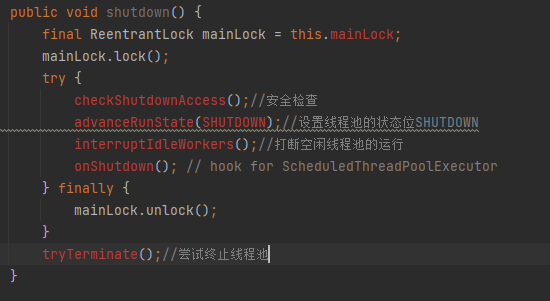 public void shutdown() {
    final ReentrantLock mainLock = this.mainLock;
    mainLock.lock();
    try {
        checkShutdownAccess();//安全检查
        advanceRunState(SHUTDOWN);//设置线程池的状态位SHUTDOWN
        interruptIdleWorkers();//打断空闲线程池的运行
        onShutdown(); // hook for ScheduledThreadPoolExecutor
    } finally {
        mainLock.unlock();
    }
    tryTerminate();//尝试终止线程池
}